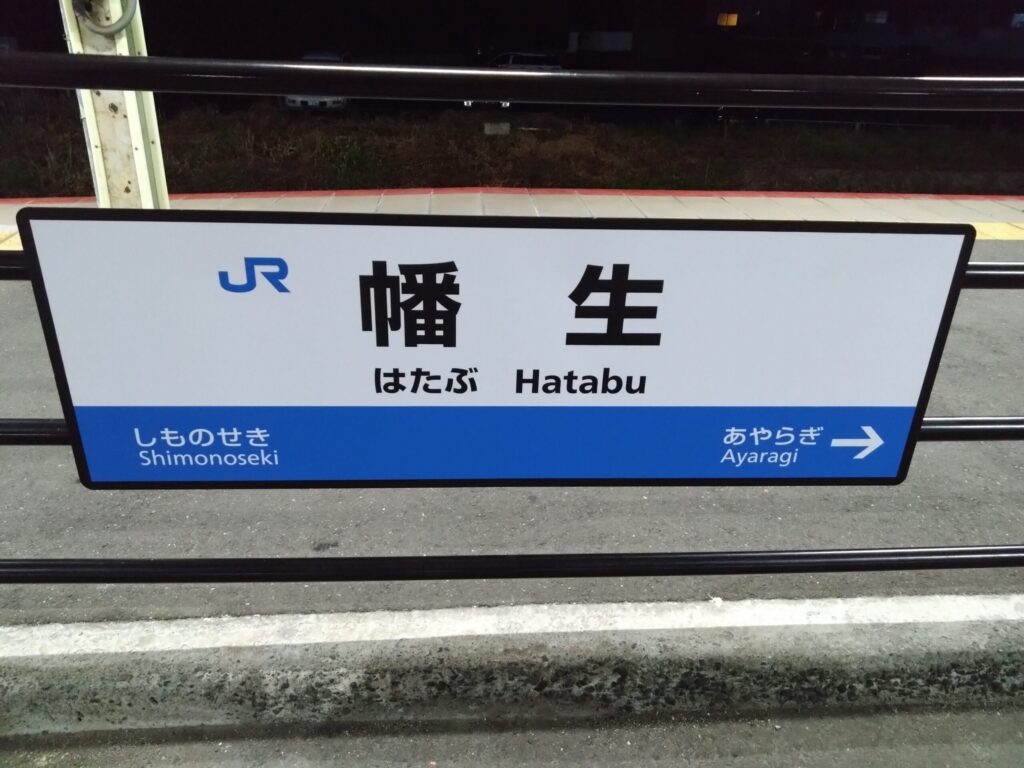 JR 幡生
はたぶ Hatabu
しものせき
Shimonoseki
あやらぎ
Ayaragi
→